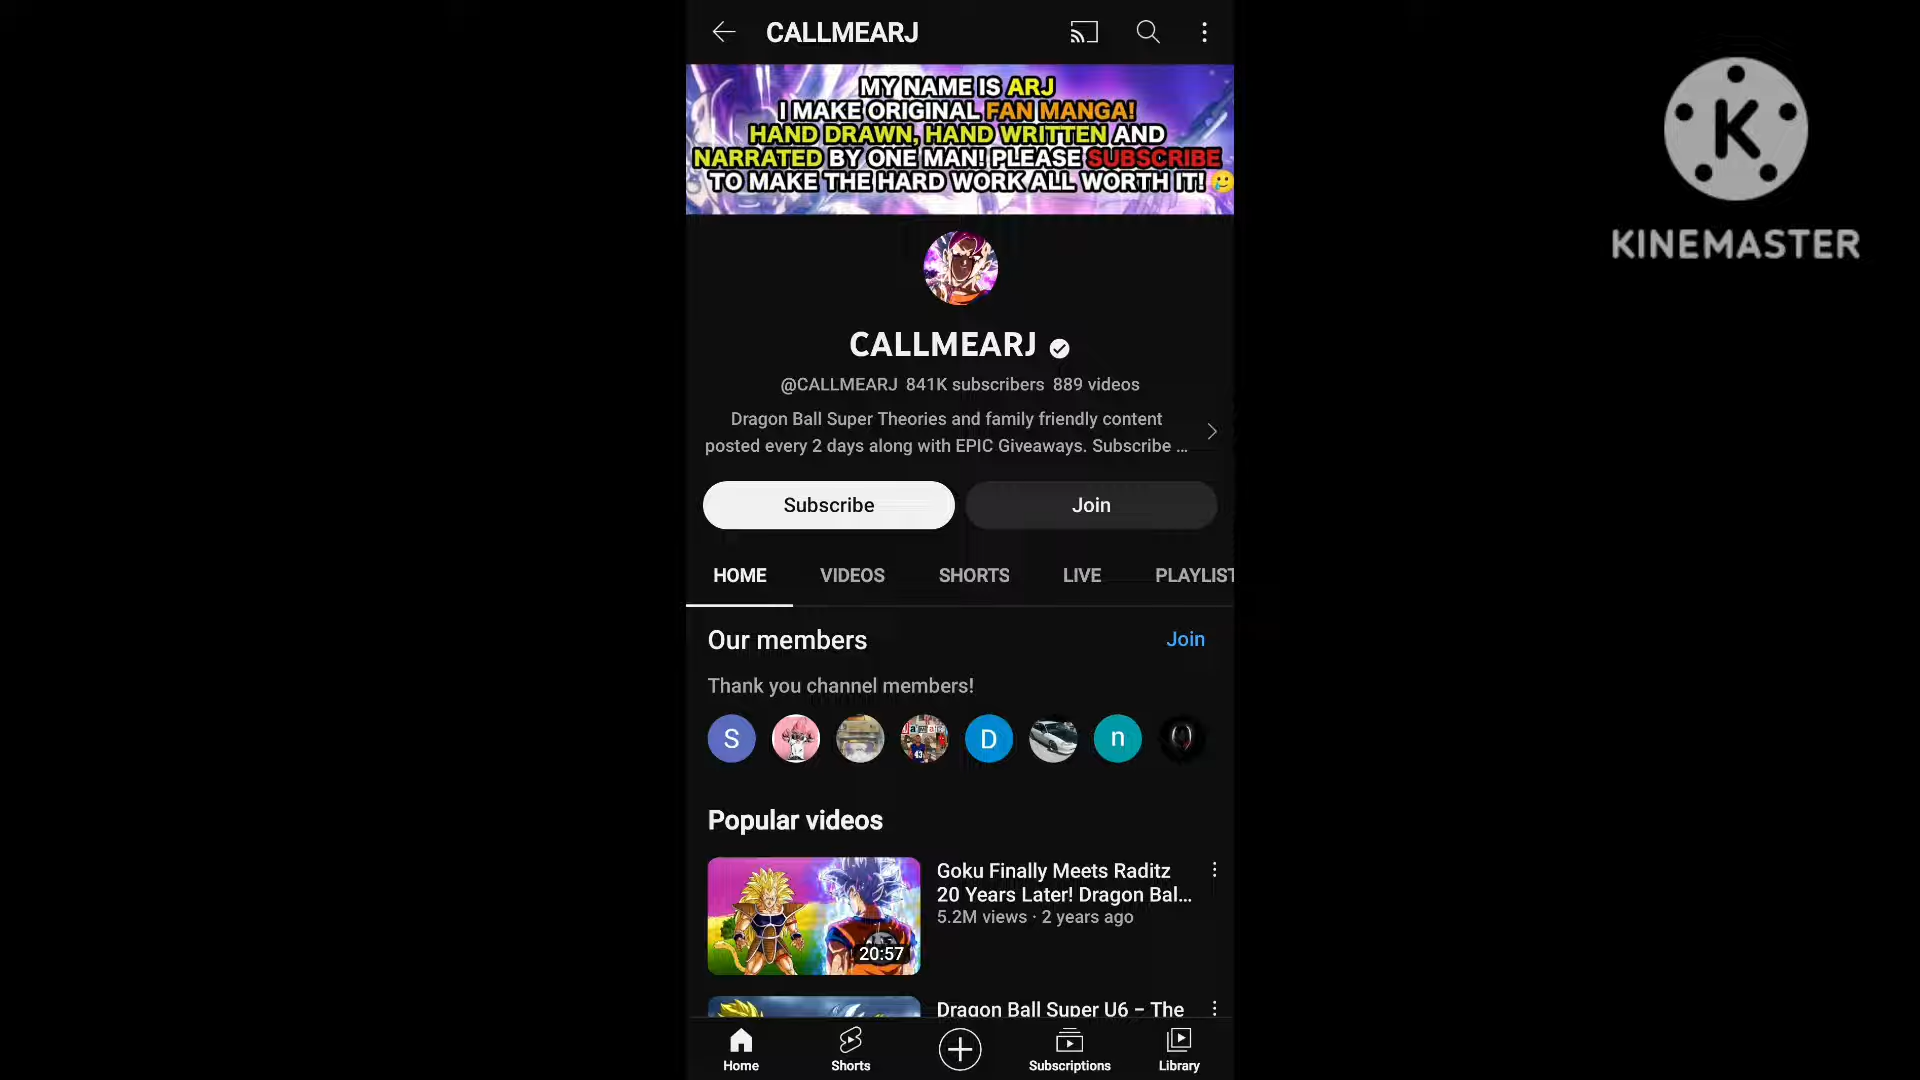 CALLMEARJ
MY NAME IS ARJ
I MAKE ORIGINAL FAN MANGA!
HAND DRAWN, HAND WRITTEN AND
NARRATED BY ONE MAN! PLEASE SUBSCRIBE
TO MAKE THE HARD WORK ALL WORTH IT! 🥲
K
KINEMASTER
CALLMEARJ
@CALLMEARJ 841K subscribers 889 videos
Dragon Ball Super Theories and family friendly content
posted every 2 days along with EPIC Giveaways. Subscribe ...
Subscribe
Join
HOME VIDEOS SHORTS LIVE PLAYLIST
Our members
Join
Thank you channel members!
S
D
n
Popular videos
Goku Finally Meets Raditz
20 Years Later! Dragon Bal...
5.2M views · 2 years ago
20:57
Dragon Ball Super U6 – The
Home Shorts Subscriptions Library